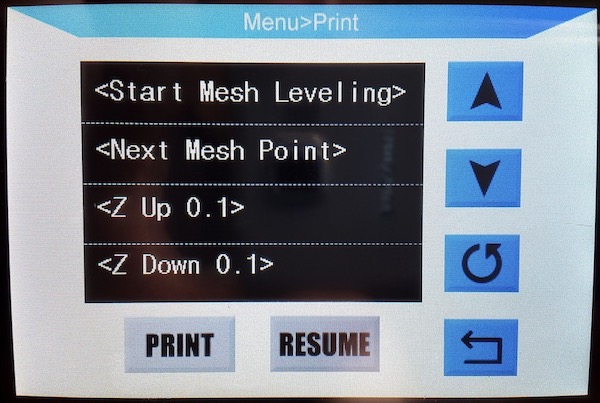 Menu>Print
<Start Mesh Leveling>
<Next Mesh Point>
<Z Up 0.1>
<Z Down 0.1>
PRINT
RESUME